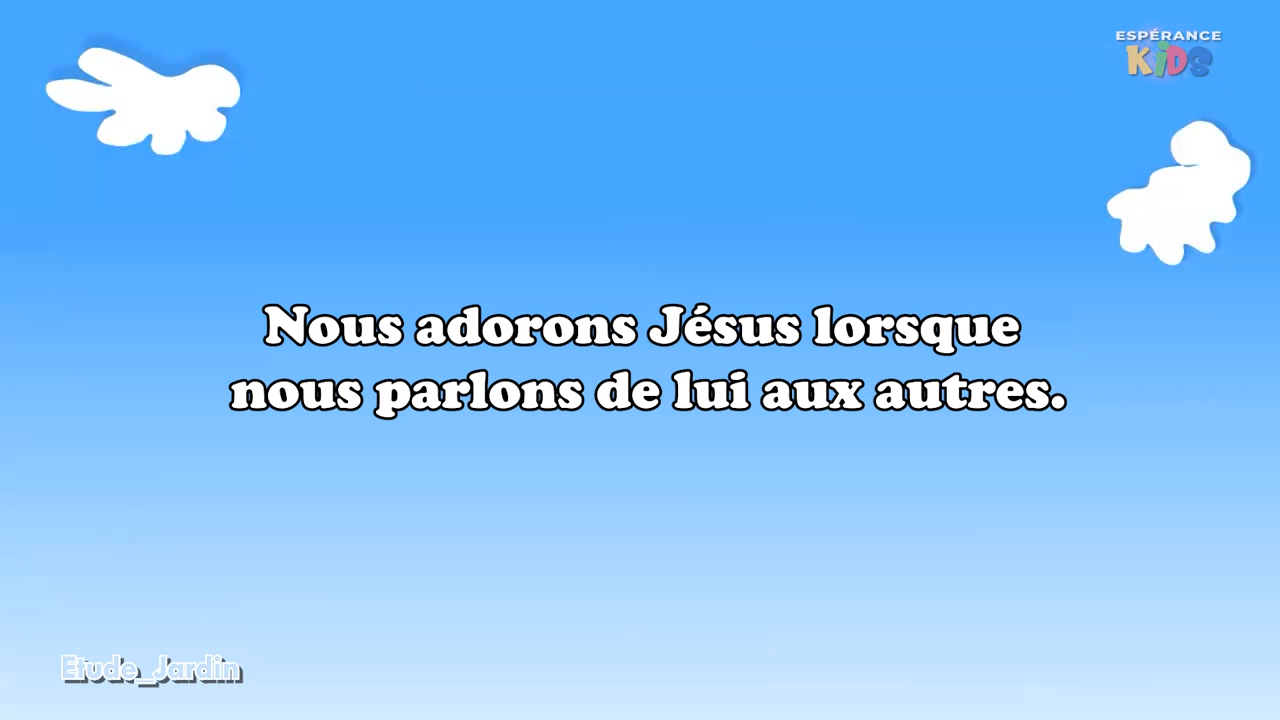 ESPÉRANCE
KiDS
Nous adorons Jésus lorsque
nous parlons de lui aux autres.
Etude_Jardin